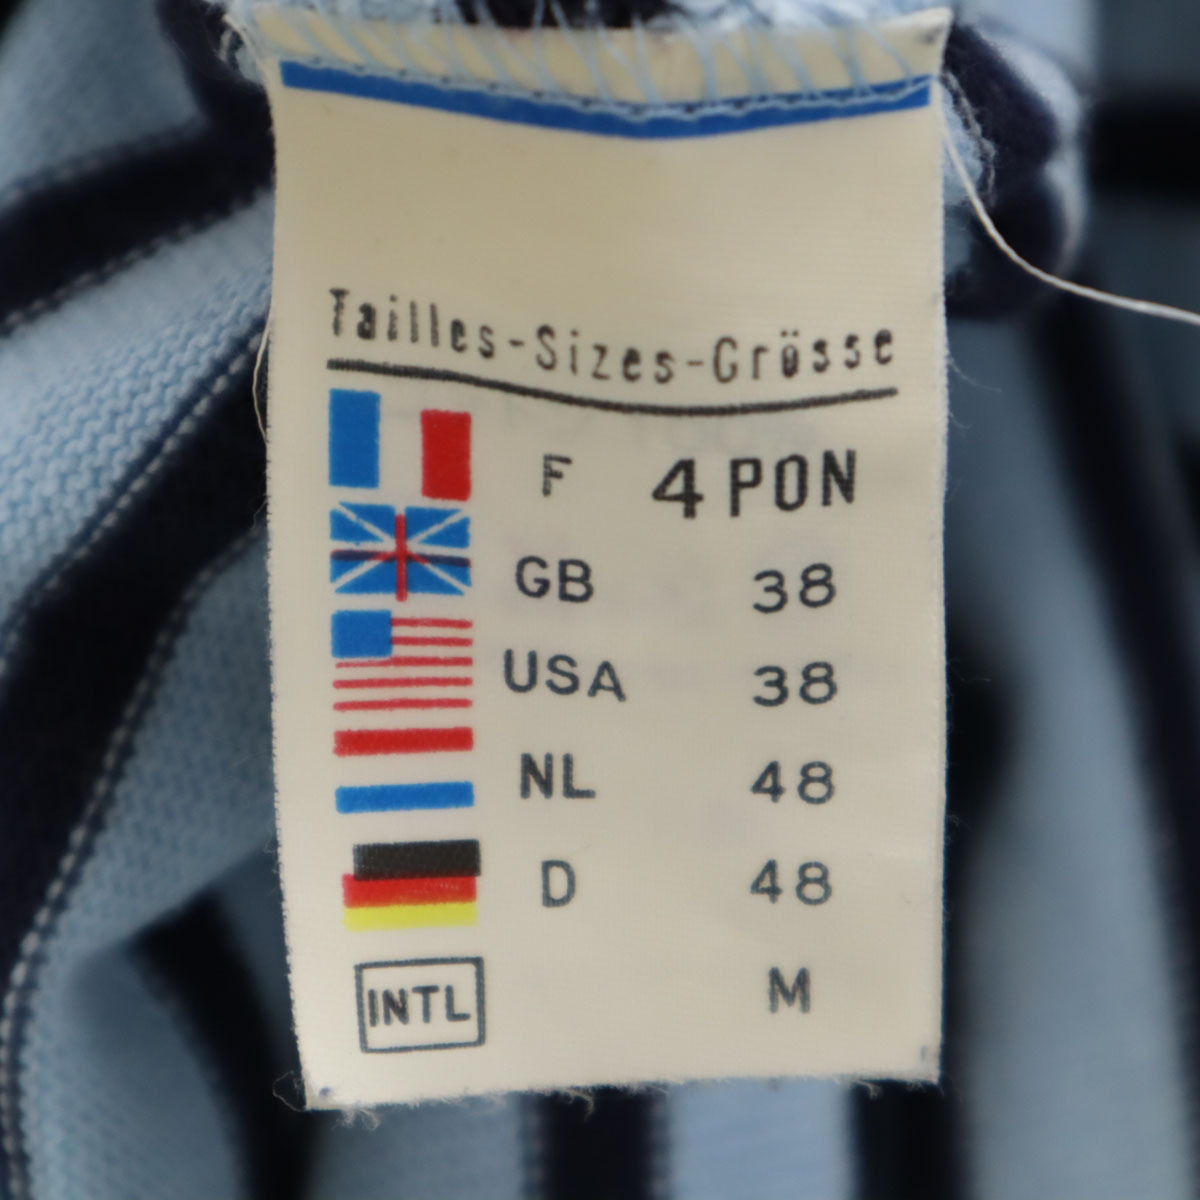 Tailles-Sizes-Grösse
F 4 PON
GB 38
USA 38
NL 48
D 48
INTL M